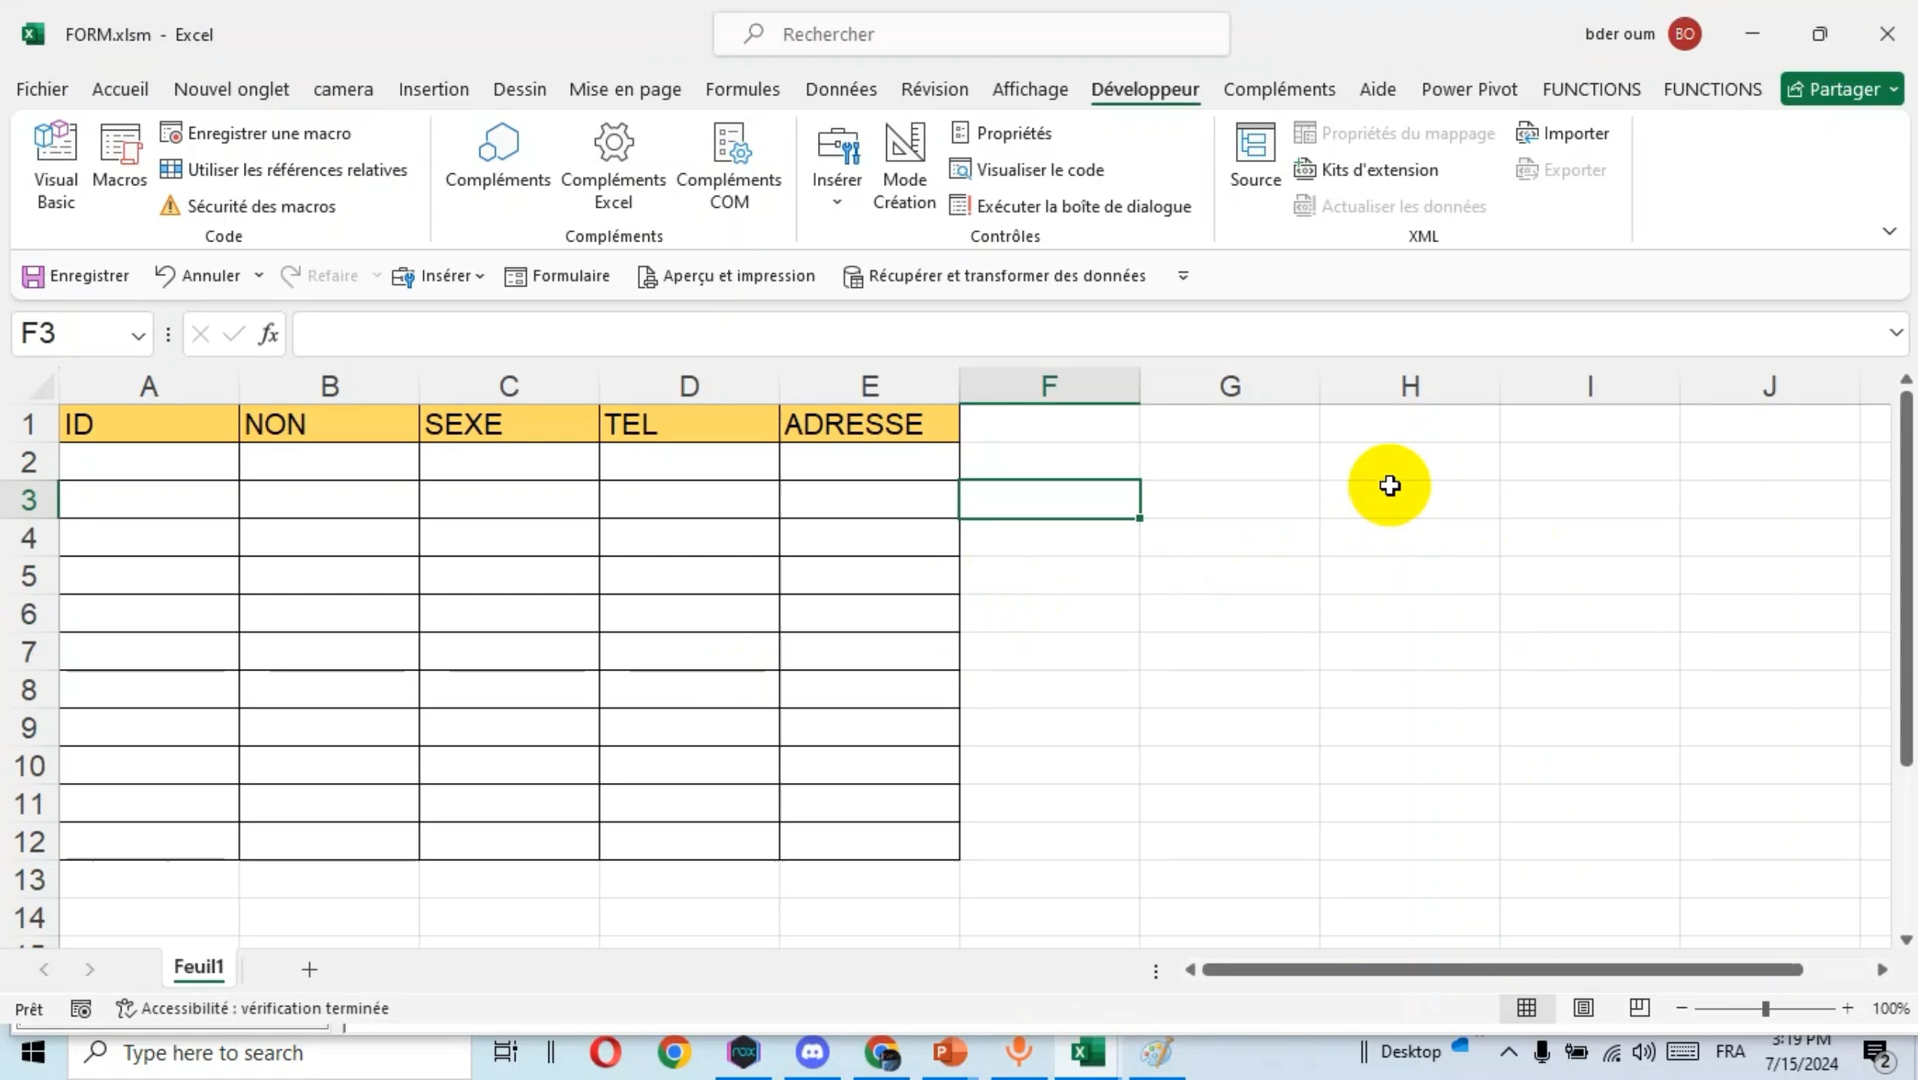 FORM.xlsm - Excel
Rechercher
bder oum BO
Fichier Accueil Nouvel onglet camera Insertion Dessin Mise en page Formules Données Révision Affichage Développeur Compléments Aide Power Pivot FUNCTIONS FUNCTIONS Partager
Visual Basic
Macros
Enregistrer une macro
Utiliser les références relatives
Sécurité des macros
Code
Compléments
Compléments Excel
Compléments COM
Compléments
Insérer
Mode Création
Propriétés
Visualiser le code
Exécuter la boîte de dialogue
Contrôles
Source
Propriétés du mappage
Kits d'extension
Actualiser les données
Importer
Exporter
XML
Enregistrer Annuler Refaire Insérer Formulaire Aperçu et impression Récupérer et transformer des données
F3 fx
A B C D E F G H I J
1 ID NON SEXE TEL ADRESSE
2
3
4
5
6
7
8
9
10
11
12
13
14
Feuil1
Prêt Accessibilité : vérification terminée 100%
Type here to search nox Desktop FRA 3:19 PM
7/15/2024 2